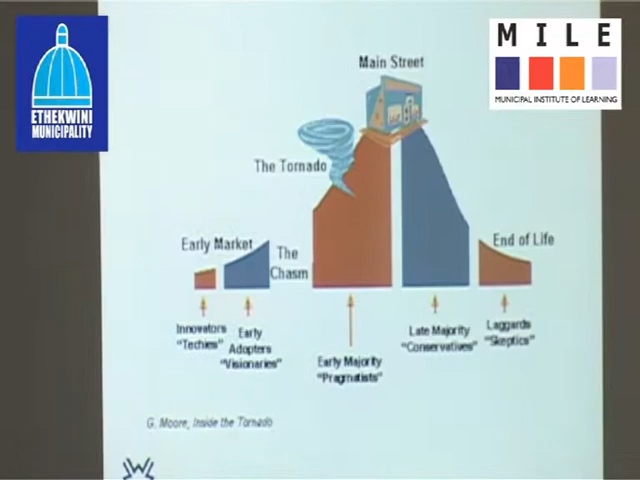 ETHEKWINI
MUNICIPALITY
MILE
MUNICIPAL INSTITUTE OF LEARNING
Main Street
The Tornado
Early Market
The
Chasm
End of Life
Innovators
"Techies"
Early
Adopters
"Visionaries"
Early Majority
"Pragmatists"
Late Majority
"Conservatives"
Laggards
"Skeptics"
G. Moore, Inside the Tornado